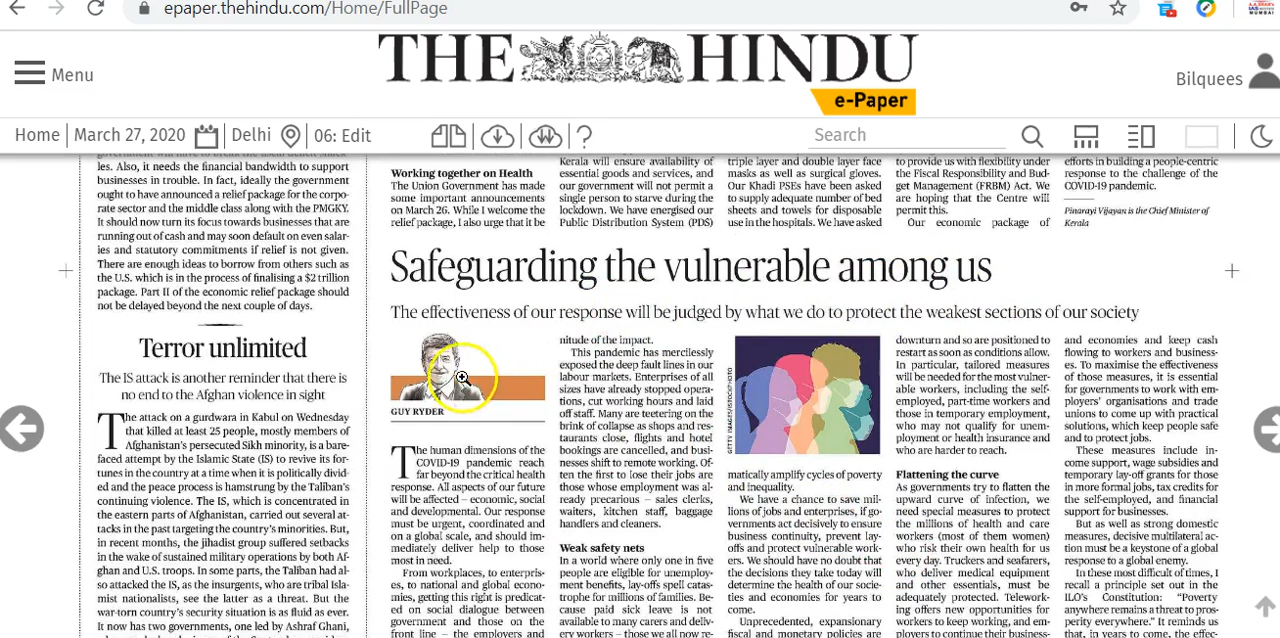 epaper.thehindu.com/Home/FullPage
Menu
THE HINDU
e-Paper
Bilquees
Home
March 27, 2020
Delhi
06: Edit
?
Search
les. Also, it needs the financial bandwidth to support
businesses in trouble. In fact, ideally the government
ought to have announced a relief package for the corpo-
rate sector and the middle class along with the PMGKY.
It should now turn its focus towards businesses that are
running out of cash and may soon default on even salar-
ies and statutory commitments if relief is not given.
There are enough ideas to borrow from others such as
the U.S. which is in the process of finalising a $2 trillion
package. Part II of the economic relief package should
not be delayed beyond the next couple of days.
Terror unlimited
The IS attack is another reminder that there is
no end to the Afghan violence in sight
The attack on a gurdwara in Kabul on Wednesday
that killed at least 25 people, mostly members of
Afghanistan's persecuted Sikh minority, is a bare-
faced attempt by the Islamic State (IS) to revive its for-
tunes in the country at a time when it is politically divid-
ed and the peace process is hamstrung by the Taliban's
continuing violence. The IS, which is concentrated in
the eastern parts of Afghanistan, carried out several at-
tacks in the past targeting the country's minorities. But,
in recent months, the jihadist group suffered setbacks
in the wake of sustained military operations by both Af-
ghan and U.S. troops. In some parts, the Taliban had al-
so attacked the IS, as the insurgents, who are tribal Isla-
mist nationalists, see the latter as a threat. But the
war-torn country's security situation is as fluid as ever.
It now has two governments, one led by Ashraf Ghani,
Working together on Health
The Union Government has made
some important announcements
on March 26. While I welcome the
relief package, I also urge that it be
Kerala will ensure availability of
essential goods and services, and
our government will not permit a
single person to starve during the
lockdown. We have energised our
Public Distribution System (PDS)
triple layer and double layer face
masks as well as surgical gloves.
Our Khadi PSEs have been asked
to supply adequate number of bed
sheets and towels for disposable
use in the hospitals. We have asked
to provide us with flexibility under
the Fiscal Responsibility and Bud-
get Management (FRBM) Act. We
are hoping that the Centre will
permit this.
Our economic package of
efforts in building a people-centric
response to the challenge of the
COVID-19 pandemic.
Pinarayi Vijayan is the Chief Minister of
Kerala
Safeguarding the vulnerable among us
The effectiveness of our response will be judged by what we do to protect the weakest sections of our society
GUY RYDER
The human dimensions of the
COVID-19 pandemic reach
far beyond the critical health
response. All aspects of our future
will be affected – economic, social
and developmental. Our response
must be urgent, coordinated and
on a global scale, and should im-
mediately deliver help to those
most in need.
From workplaces, to enterpris-
es, to national and global econo-
mies, getting this right is predicat-
ed on social dialogue between
government and those on the
front line – the employers and
nitude of the impact.
This pandemic has mercilessly
exposed the deep fault lines in our
labour markets. Enterprises of all
sizes have already stopped opera-
tions, cut working hours and laid
off staff. Many are teetering on the
brink of collapse as shops and res-
taurants close, flights and hotel
bookings are cancelled, and busi-
nesses shift to remote working. Of-
ten the first to lose their jobs are
those whose employment was al-
ready precarious – sales clerks,
waiters, kitchen staff, baggage
handlers and cleaners.
Weak safety nets
In a world where only one in five
people are eligible for unemploy-
ment benefits, lay-offs spell catas-
trophe for millions of families. Be-
cause paid sick leave is not
available to many carers and deliv-
ery workers – those we all now re-
GETTY IMAGES/ISTOCKPHOTO
matically amplify cycles of poverty
and inequality.
We have a chance to save mil-
lions of jobs and enterprises, if go-
vernments act decisively to ensure
business continuity, prevent lay-
offs and protect vulnerable work-
ers. We should have no doubt that
the decisions they take today will
determine the health of our socie-
ties and economies for years to
come.
Unprecedented, expansionary
fiscal and monetary policies are
downturn and so are positioned to
restart as soon as conditions allow.
In particular, tailored measures
will be needed for the most vulner-
able workers, including the self-
employed, part-time workers and
those in temporary employment,
who may not qualify for unem-
ployment or health insurance and
who are harder to reach.
Flattening the curve
As governments try to flatten the
upward curve of infection, we
need special measures to protect
the millions of health and care
workers (most of them women)
who risk their own health for us
every day. Truckers and seafarers,
who deliver medical equipment
and other essentials, must be
adequately protected. Telework-
ing offers new opportunities for
workers to keep working, and em-
ployers to continue their business-
and economies and keep cash
flowing to workers and business-
es. To maximise the effectiveness
of those measures, it is essential
for governments to work with em-
ployers' organisations and trade
unions to come up with practical
solutions, which keep people safe
and to protect jobs.
These measures include in-
come support, wage subsidies and
temporary lay-off grants for those
in more formal jobs, tax credits for
the self-employed, and financial
support for businesses.
But as well as strong domestic
measures, decisive multilateral ac-
tion must be a keystone of a global
response to a global enemy.
In these most difficult of times, I
recall a principle set out in the
ILO's Constitution: "Poverty
anywhere remains a threat to pros-
perity everywhere." It reminds us